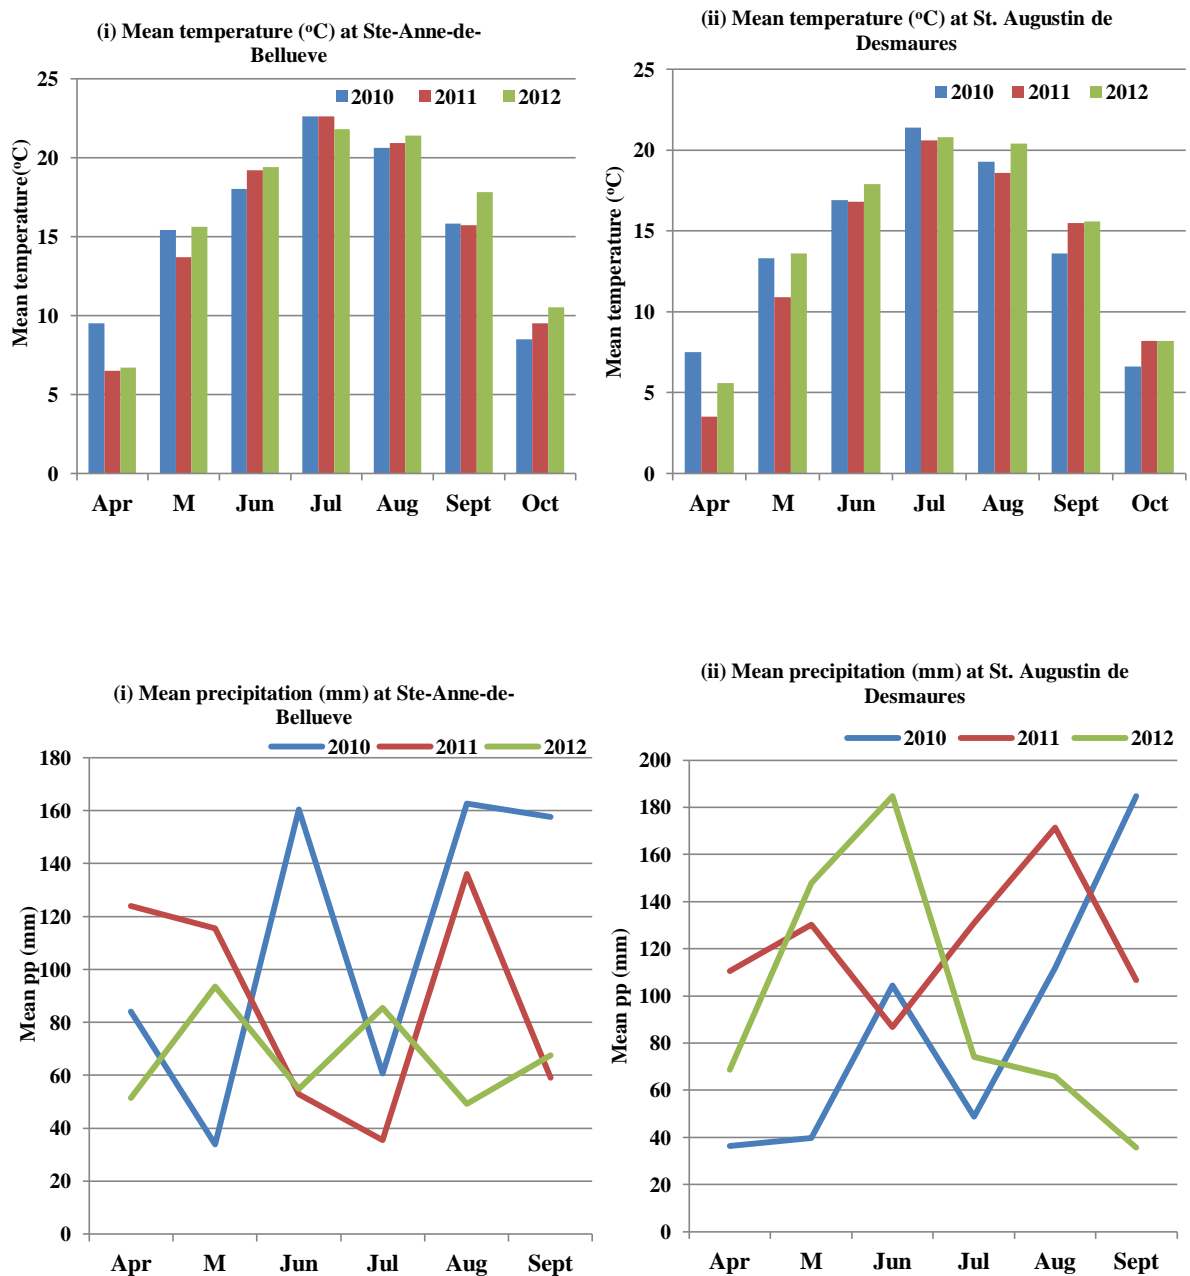 (i) Mean temperature (ºC) at Ste-Anne-de-
Bellueve
2010 2011 2012
Mean temperature(ºC)
25
20
15
10
5
0
Apr M Jun Jul Aug Sept Oct
(ii) Mean temperature (ºC) at St. Augustin de
Desmaures
2010 2011 2012
Mean temperature (ºC)
25
20
15
10
5
0
Apr M Jun Jul Aug Sept Oct
(i) Mean precipitation (mm) at Ste-Anne-de-
Bellueve
2010 2011 2012
Mean pp (mm)
180
160
140
120
100
80
60
40
20
0
Apr M Jun Jul Aug Sept
(ii) Mean precipitation (mm) at St. Augustin de
Desmaures
2010 2011 2012
Mean pp (mm)
200
180
160
140
120
100
80
60
40
20
0
Apr M Jun Jul Aug Sept